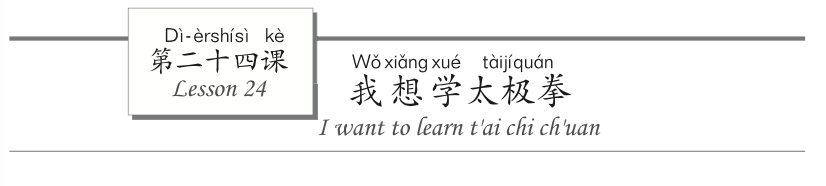 Dì-èrshísì kè
第二十四课
Lesson 24
Wǒ xiǎng xué tàijíquán
我想学太极拳
I want to learn t'ai chi ch'uan